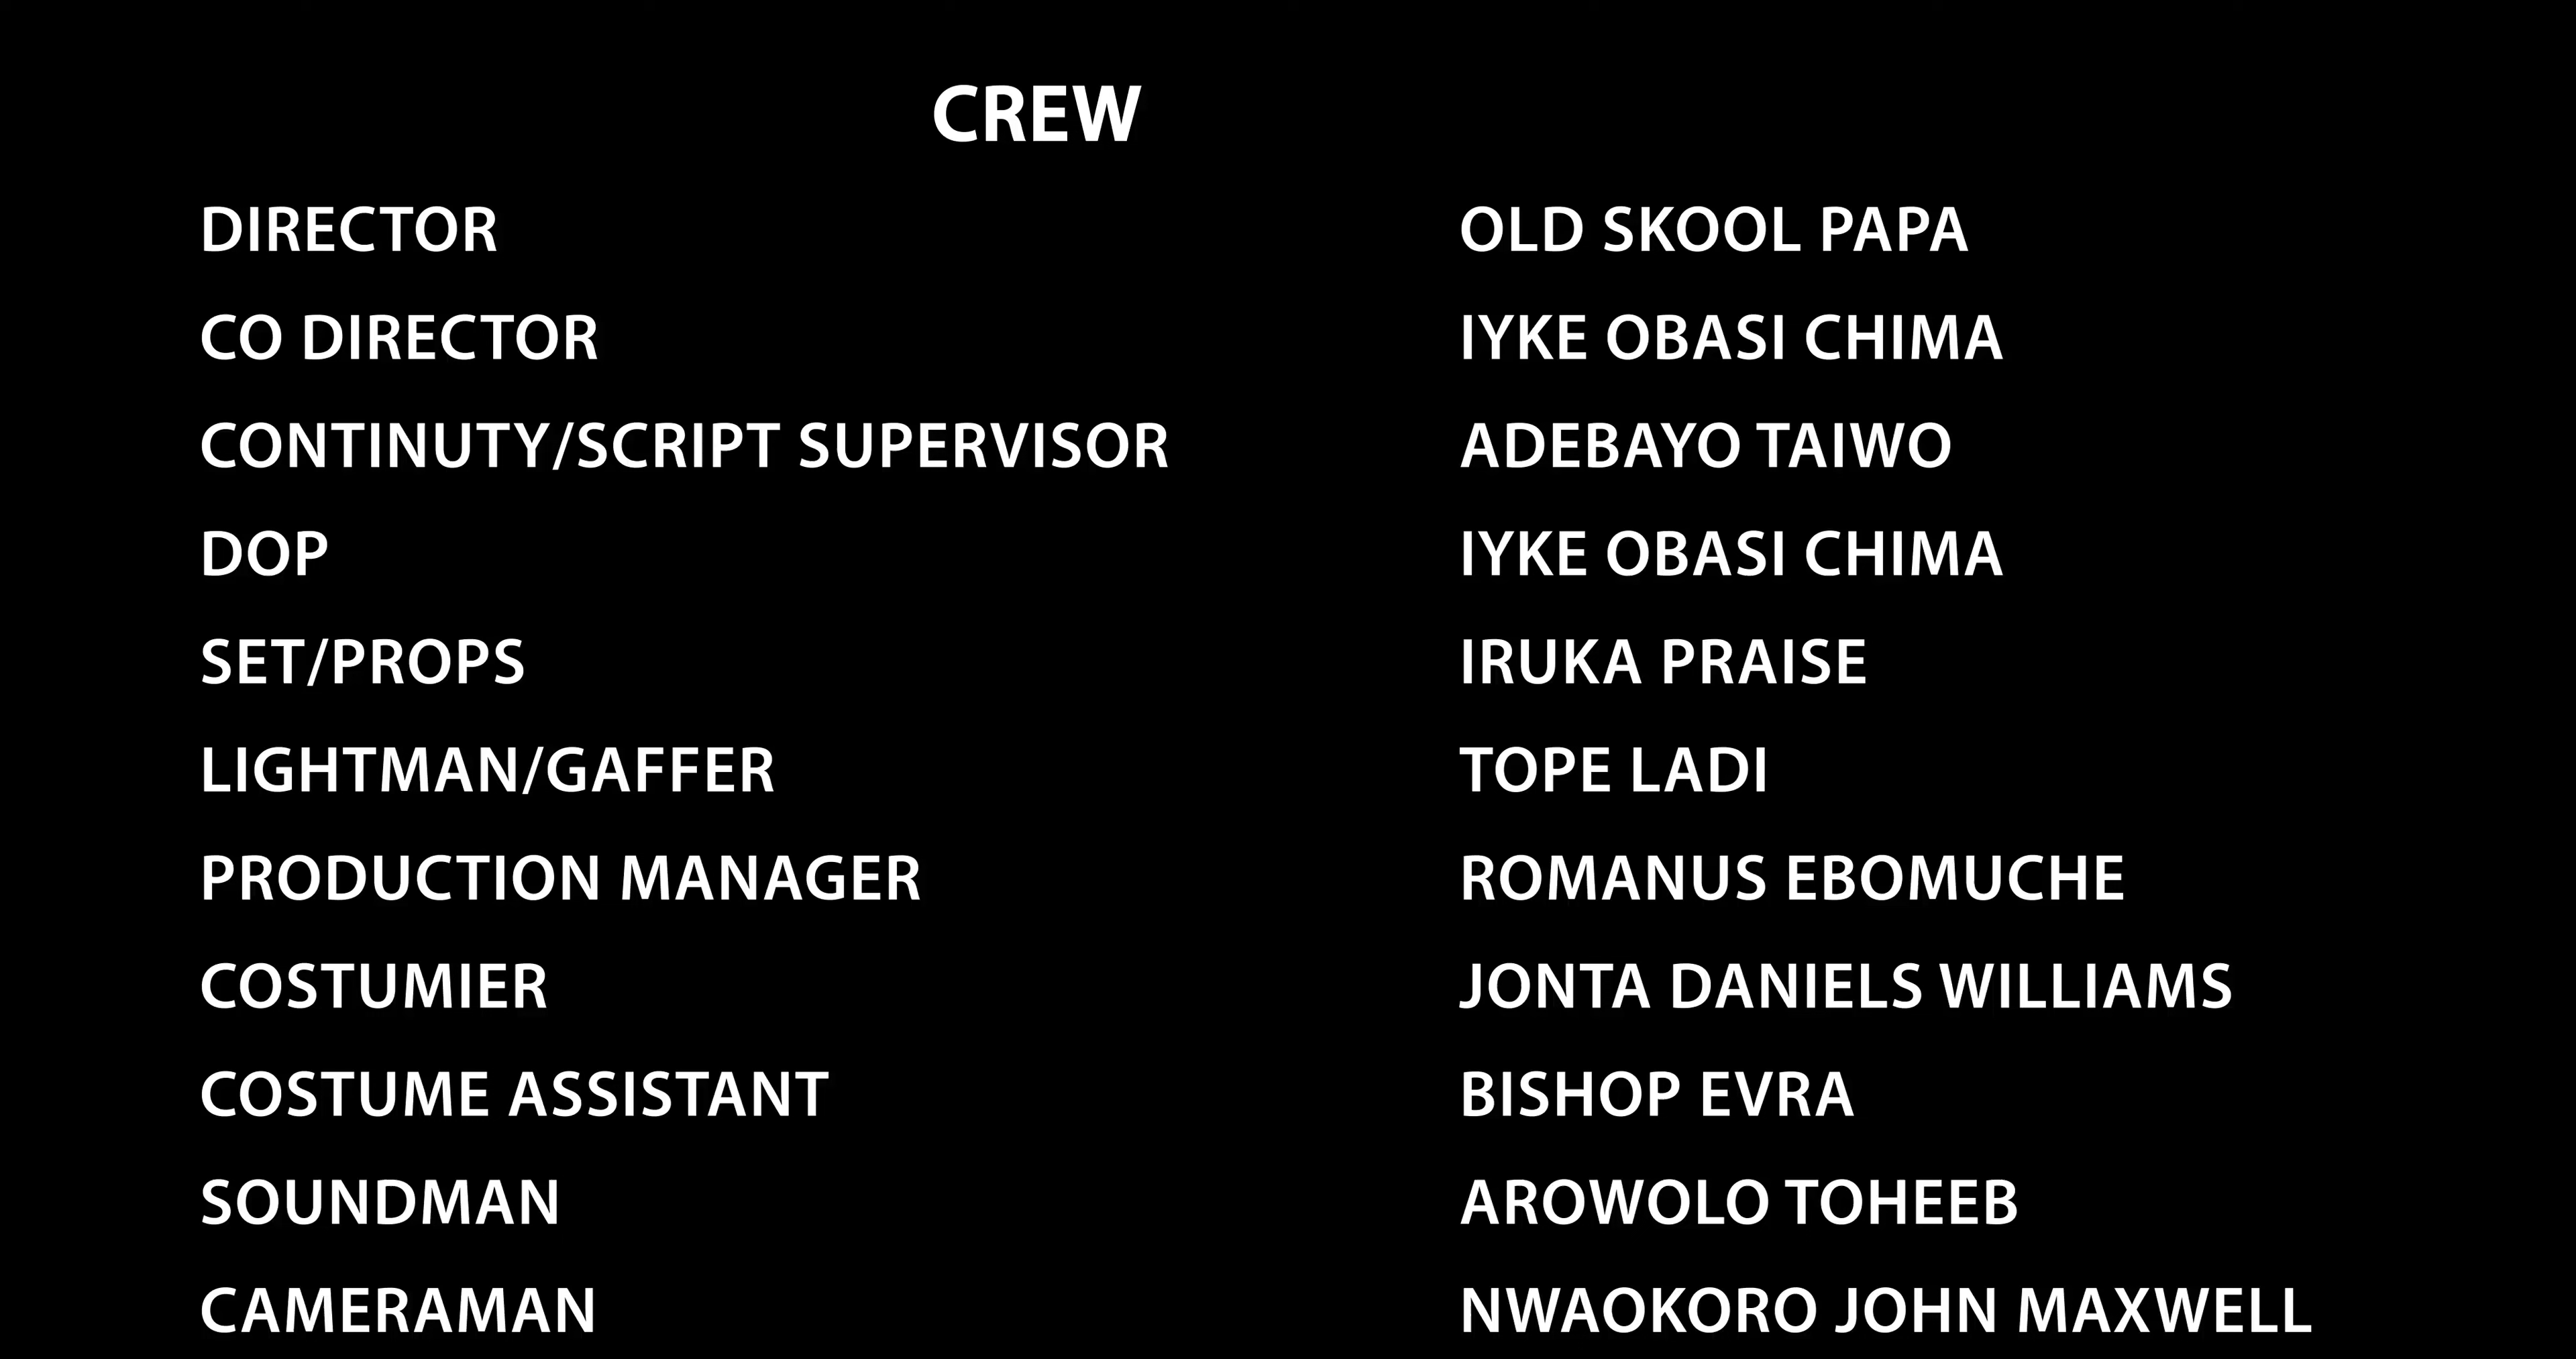 CREW
DIRECTOR OLD SKOOL PAPA
CO DIRECTOR IYKE OBASI CHIMA
CONTINUTY/SCRIPT SUPERVISOR ADEBAYO TAIWO
DOP IYKE OBASI CHIMA
SET/PROPS IRUKA PRAISE
LIGHTMAN/GAFFER TOPE LADI
PRODUCTION MANAGER ROMANUS EBOMUCHE
COSTUMIER JONTA DANIELS WILLIAMS
COSTUME ASSISTANT BISHOP EVRA
SOUNDMAN AROWOLO TOHEEB
CAMERAMAN NWAOKORO JOHN MAXWELL